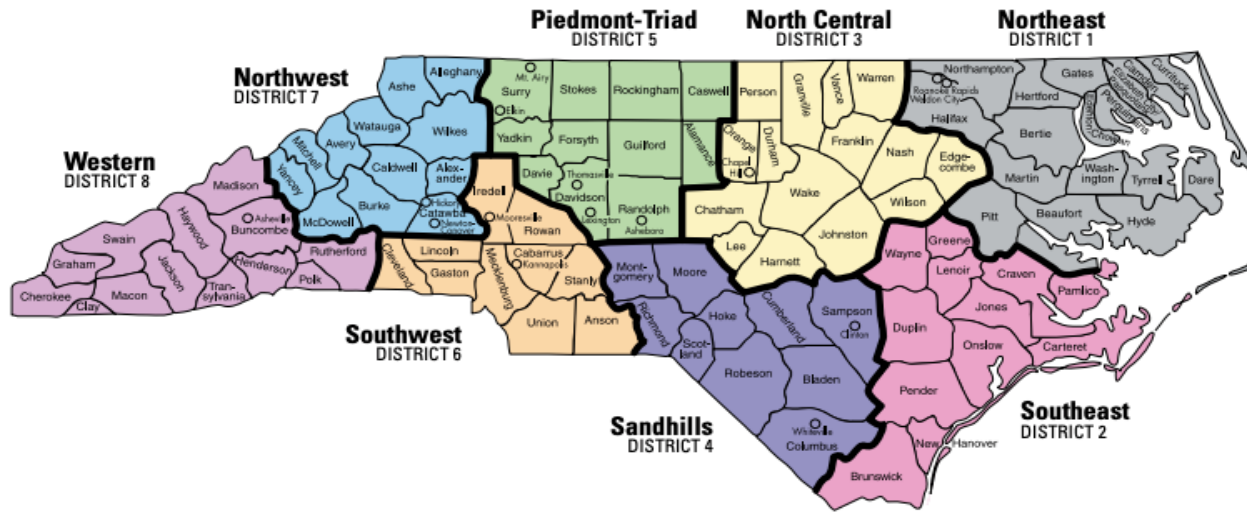 Piedmont-Triad
DISTRICT 5
North Central
DISTRICT 3
Northeast
DISTRICT 1
Northwest
DISTRICT 7
Western
DISTRICT 8
Southwest
DISTRICT 6
Sandhills
DISTRICT 4
Southeast
DISTRICT 2
Ashe
Alleghany
Watauga
Wilkes
Mitchell
Avery
Yancey
Caldwell
Alex-
ander
McDowell
Burke
Hickory
Catawba
Newton-
Conover
Madison
Haywood
Asheville
Buncombe
Swain
Graham
Jackson
Henderson
Rutherford
Cherokee
Clay
Macon
Tran-
sylvania
Polk
Mt. Airy
Surry
Elkin
Stokes
Rockingham
Caswell
Yadkin
Forsyth
Guilford
Alamance
Davie
Thomasville
Davidson
Lexington
Randolph
Asheboro
Iredell
Mooresville
Rowan
Cleveland
Lincoln
Gaston
Mecklenburg
Cabarrus
Kannapolis
Stanly
Union
Anson
Person
Granville
Vance
Warren
Orange
Durham
Chapel
Hill
Franklin
Nash
Edge-
combe
Wake
Wilson
Chatham
Lee
Harnett
Johnston
Northampton
Roanoke Rapids
Weldon City
Halifax
Gates
Hertford
Camden
Currituck
Elizabeth City/
Pasquotank
Perquimans
Chowan
Bertie
Martin
Wash-
ington
Tyrrell
Dare
Pitt
Beaufort
Hyde
Mont-
gomery
Moore
Richmond
Hoke
Scot-
land
Cumberland
Sampson
Clinton
Robeson
Bladen
Whiteville
Columbus
Wayne
Greene
Lenoir
Craven
Pamlico
Jones
Duplin
Onslow
Carteret
Pender
New Hanover
Brunswick